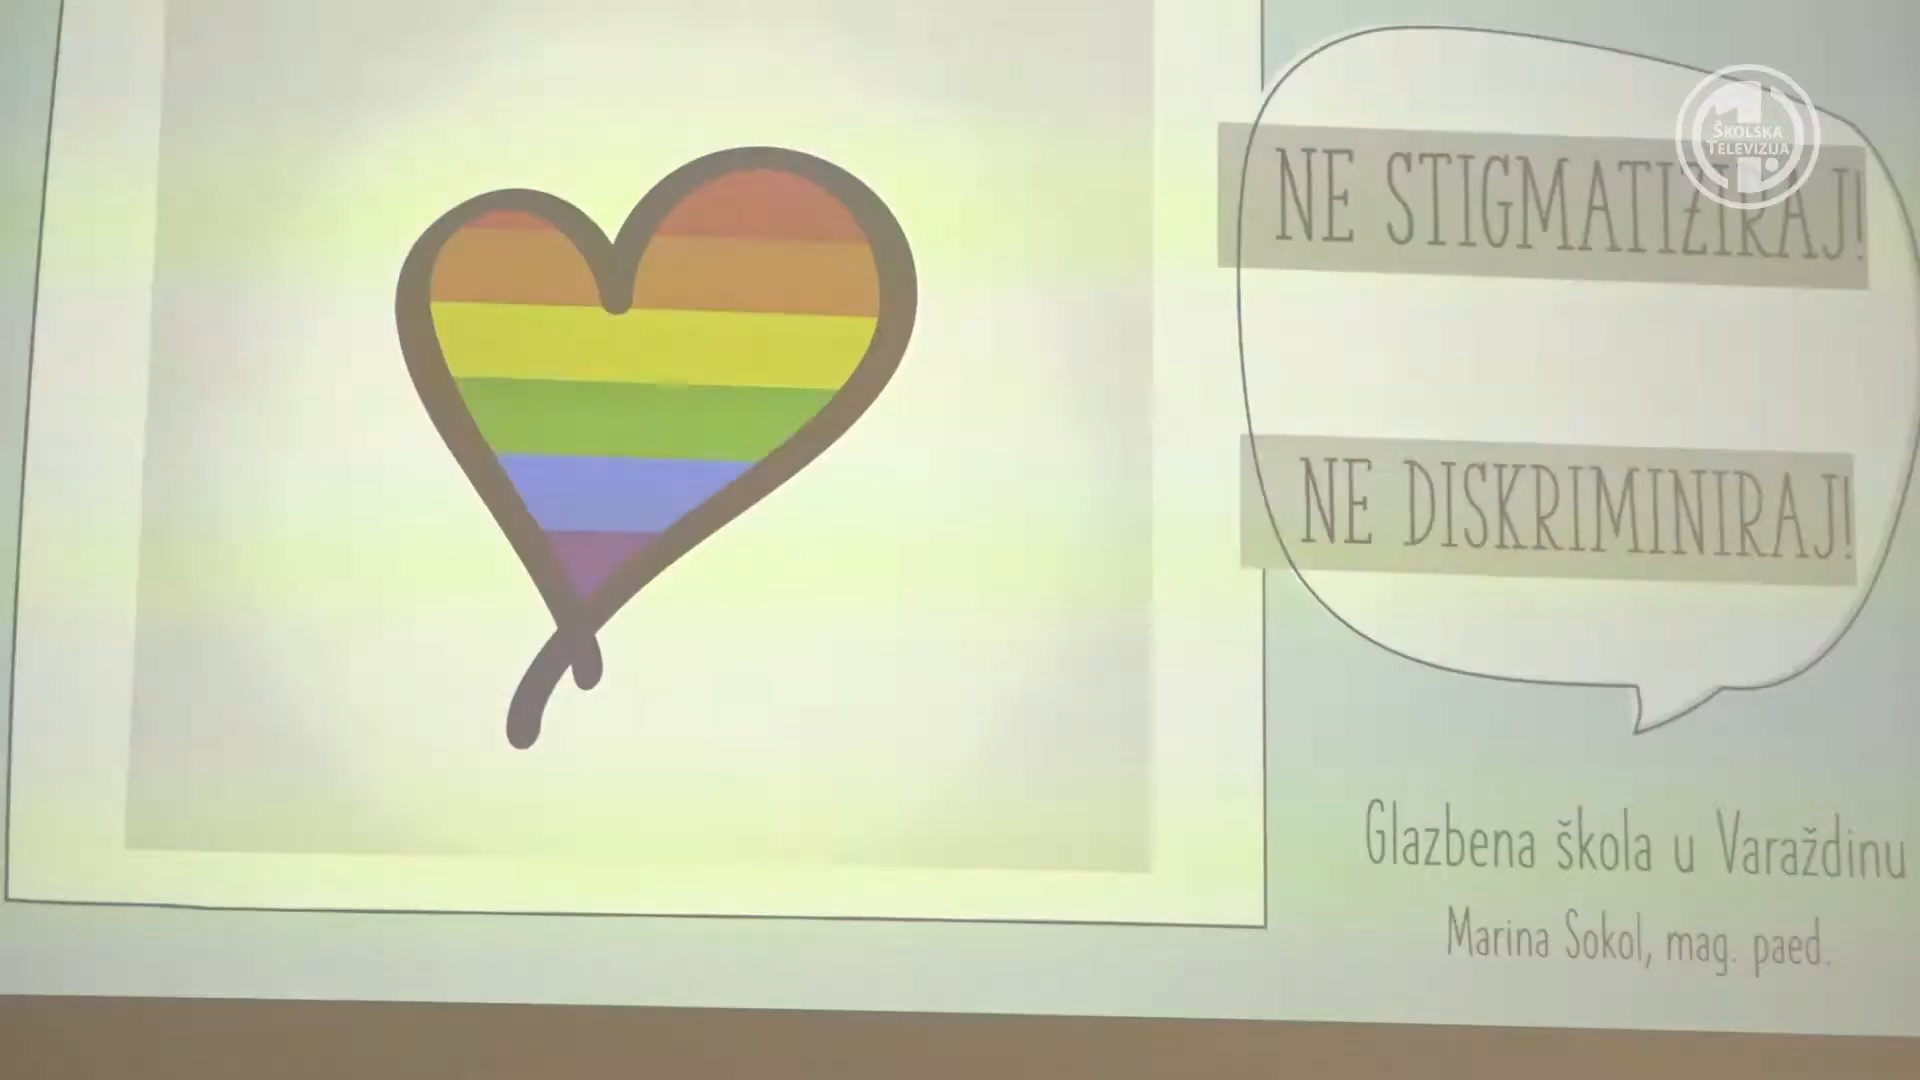 ŠKOLSKA
TELEVIZIJA
NE STIGMATIZIRAJ!
NE DISKRIMINIRAJ!
Glazbena škola u Varaždinu
Marina Sokol, mag. paed.